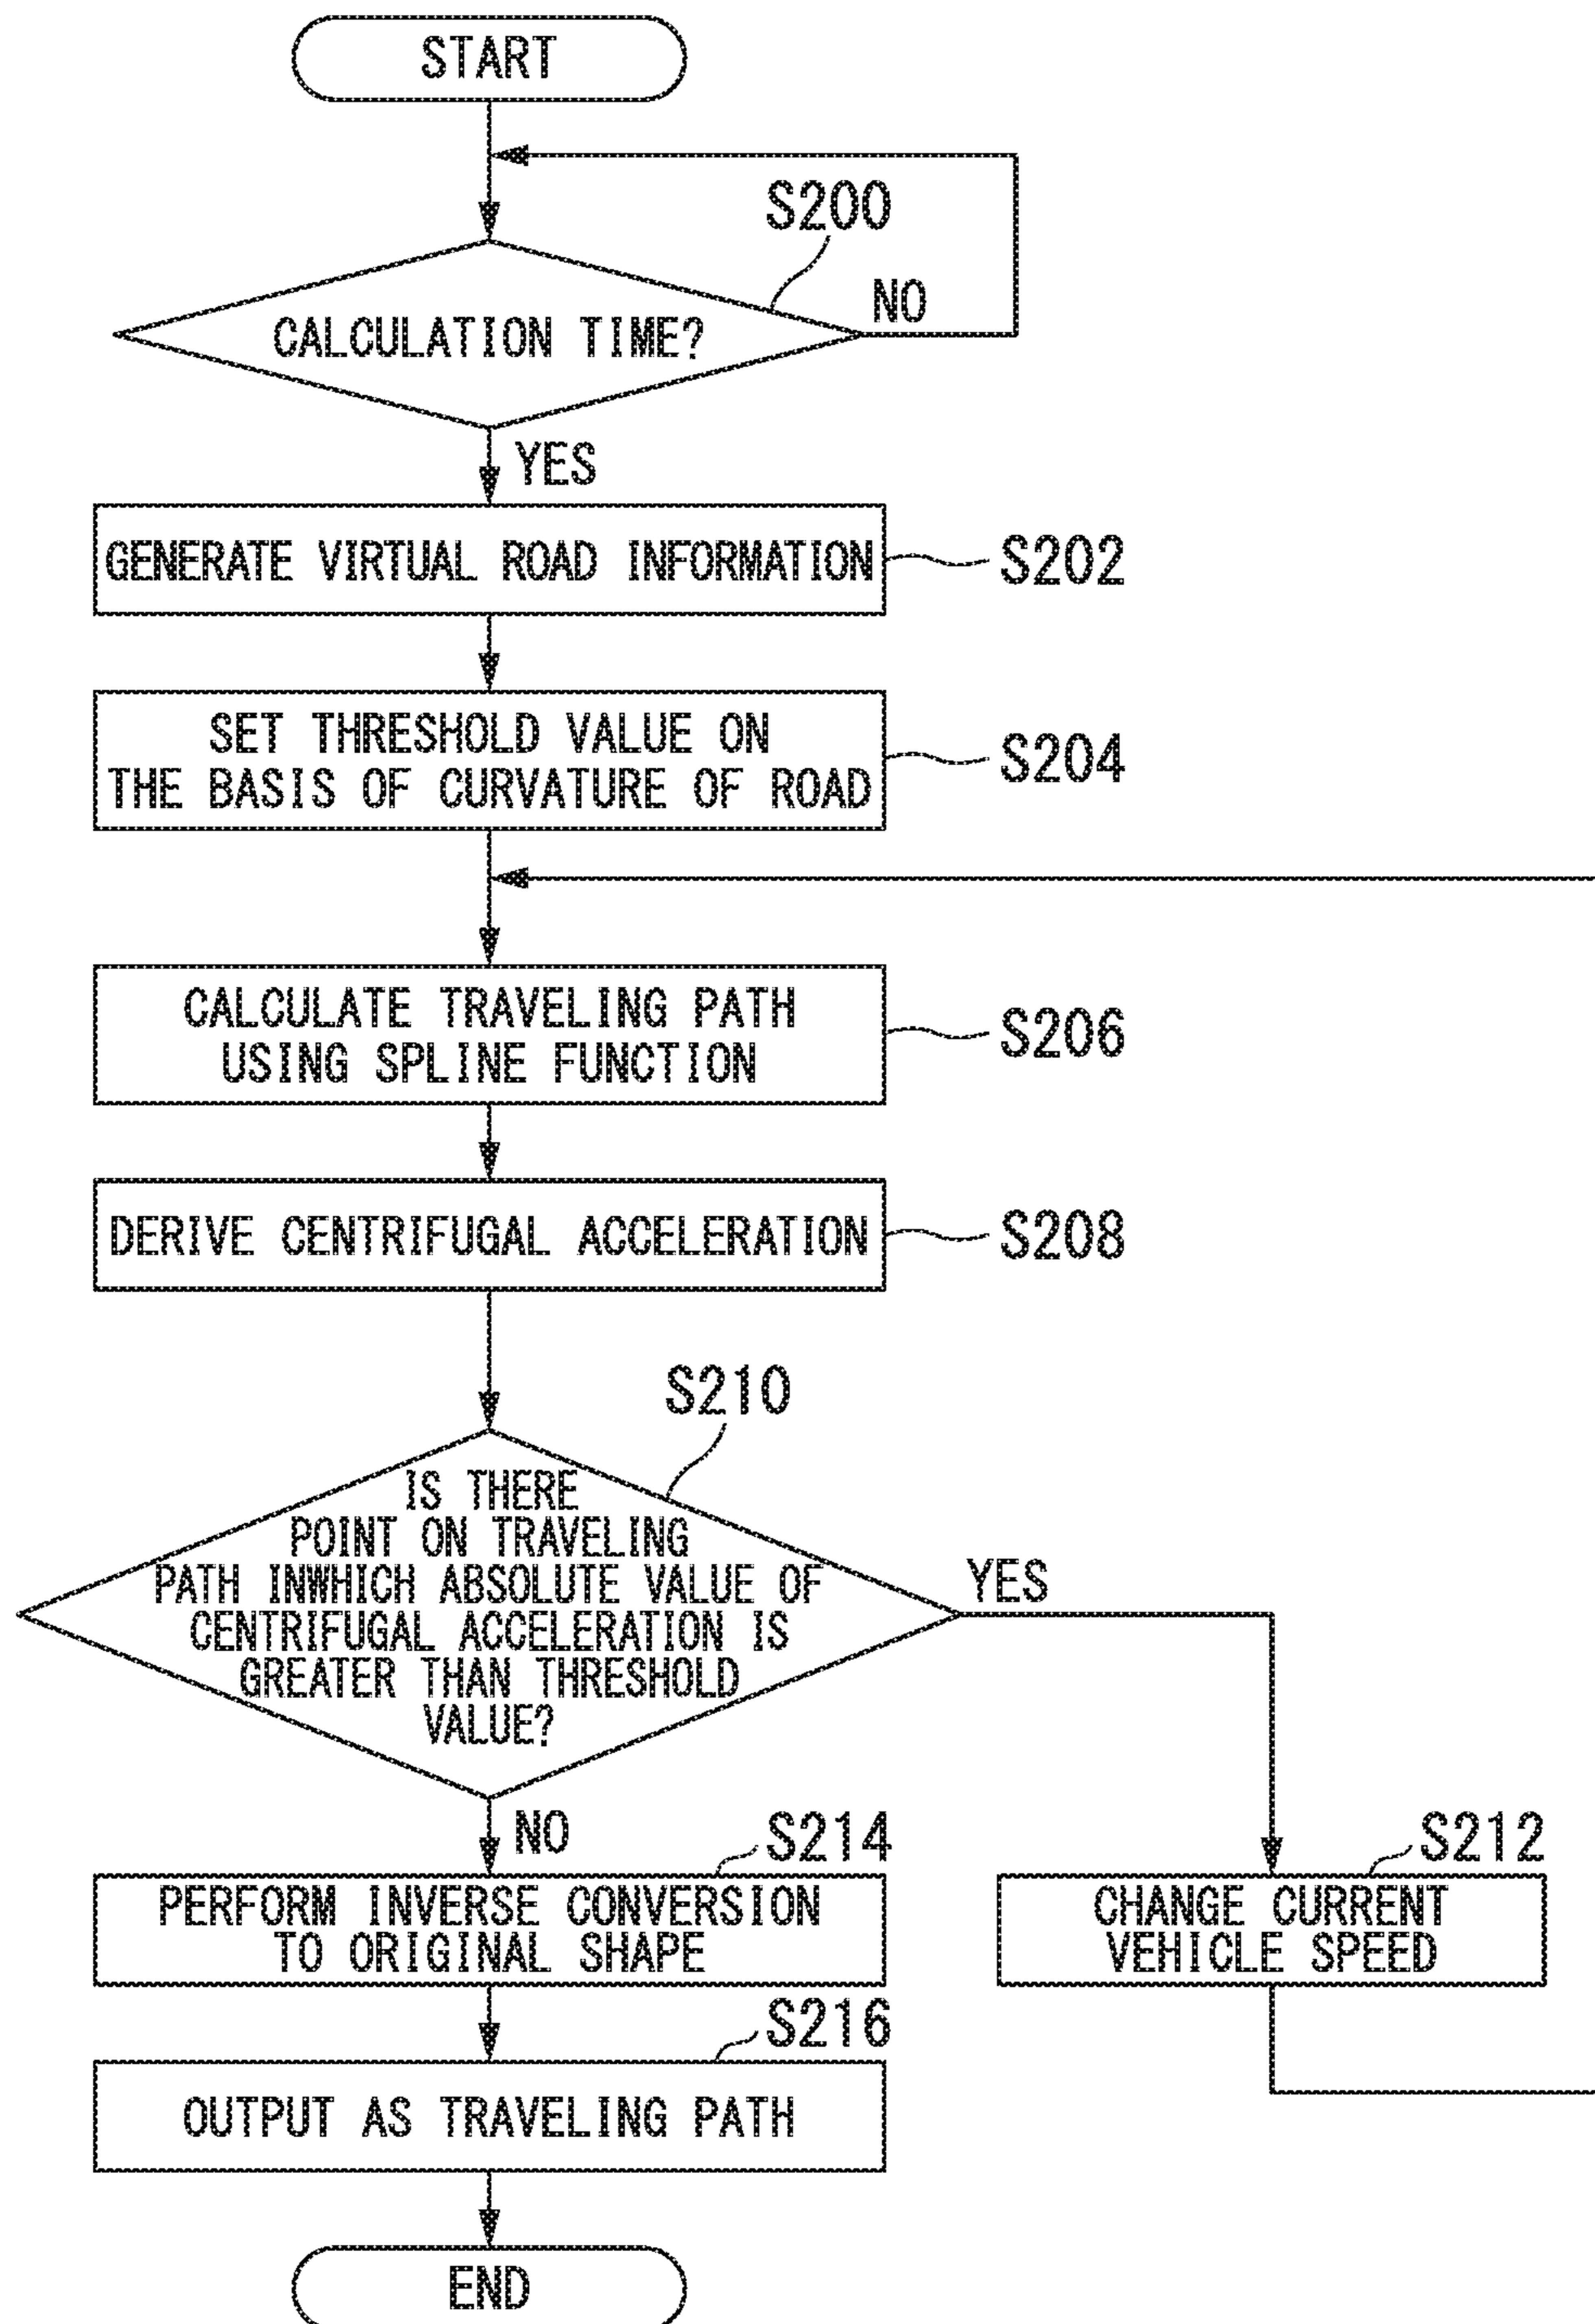 START
S200
NO
CALCULATION TIME?
YES
GENERATE VIRTUAL ROAD INFORMATION
S202
SET THRESHOLD VALUE ON
THE BASIS OF CURVATURE OF ROAD
S204
CALCULATE TRAVELING PATH
USING SPLINE FUNCTION
S206
DERIVE CENTRIFUGAL ACCELERATION
S208
S210
IS THERE
POINT ON TRAVELING
PATH INWHICH ABSOLUTE VALUE OF
CENTRIFUGAL ACCELERATION IS
GREATER THAN THRESHOLD
VALUE?
YES
NO
S214
PERFORM INVERSE CONVERSION
TO ORIGINAL SHAPE
S212
CHANGE CURRENT
VEHICLE SPEED
S216
OUTPUT AS TRAVELING PATH
END